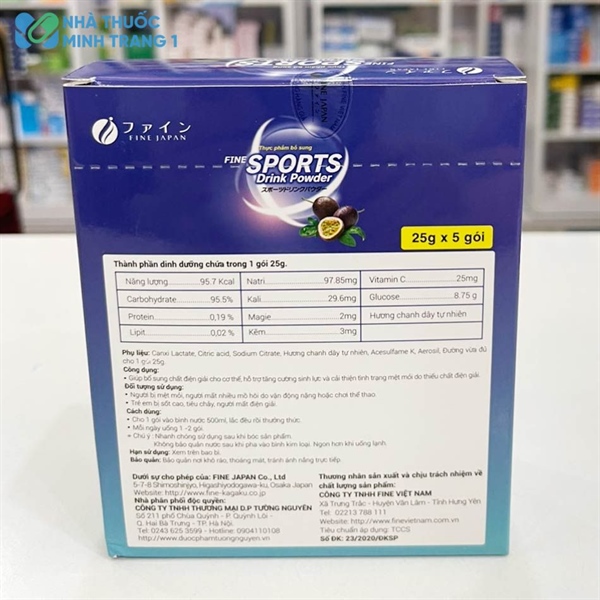 NHÀ THUỐC
MINH TRANG 1
FINE SPORTS
ファイン
FINE JAPAN
Thực phẩm bổ sung
FINE SPORTS
Drink Powder
スポーツドリンクパウダー
25g x 5 gói
Thành phần dinh dưỡng chứa trong 1 gói 25g.
Năng lượng 95.7 Kcal Natri 97.85mg Vitamin C 25mg
Carbohydrate 95.5% Kali 29.6mg Glucose 8.75 g
Protein 0,19 % Magie 2mg Hương chanh dây tự nhiên
Lipit 0,02 % Kẽm 3mg
Phụ liệu: Canxi Lactate, Citric acid, Sodium Citrate, Hương chanh dây tự nhiên, Acesulfame K, Aerosil, Đường vừa đủ
cho 1 gói 25g.
Công dụng:
• Giúp bổ sung chất điện giải cho cơ thể, hỗ trợ tăng cường sinh lực và cải thiện tình trạng mệt mỏi do thiếu chất điện giải.
Đối tượng sử dụng:
• Người bị mệt mỏi, người mất nhiều mồ hôi do vận động nặng hoặc chơi thể thao.
• Trẻ em bị sốt cao, tiêu chảy, người mất điện giải.
Cách dùng:
• Cho 1 gói vào bình nước 500ml, lắc đều rồi thưởng thức.
• Mỗi ngày uống 1 -2 gói.
Chú ý : Nhanh chóng sử dụng sau khi bóc sản phẩm.
Không bảo quản nước sau khi pha vào bình kim loại. Ngon hơn khi uống lạnh.
Hạn sử dụng: Xem trên bao bì.
Bảo quản: Bảo quản nơi khô ráo, thoáng mát, tránh ánh nắng trực tiếp.
Dưới sự cho phép của: FINE JAPAN Co., Ltd
5-7-8 Shimoshinjyo, Higashiyodogawa-ku, Osaka Japan
Website: http://www.fine-kagaku.co.jp
Nhà phân phối độc quyền:
CÔNG TY TNHH THƯƠNG MẠI D.P TƯỜNG NGUYÊN
Số 211 phố Chùa Quỳnh - P. Quỳnh Lôi -
Q. Hai Bà Trưng - TP. Hà Nội.
Tel: 0243 625 3599 - Hotline: 0904110108
http://www.duocphamtuongnguyen.vn
Thương nhân sản xuất và chịu trách nhiệm về
chất lượng sản phẩm:
CÔNG TY TNHH FINE VIỆT NAM
Xã Trưng Trắc - Huyện Văn Lâm - Tỉnh Hưng Yên
Tel: 02213 788 111
Website: http://www.finevietnam.com.vn
Tiêu chuẩn áp dụng: TCCS
Số ĐK: 23/2020/ĐKSP